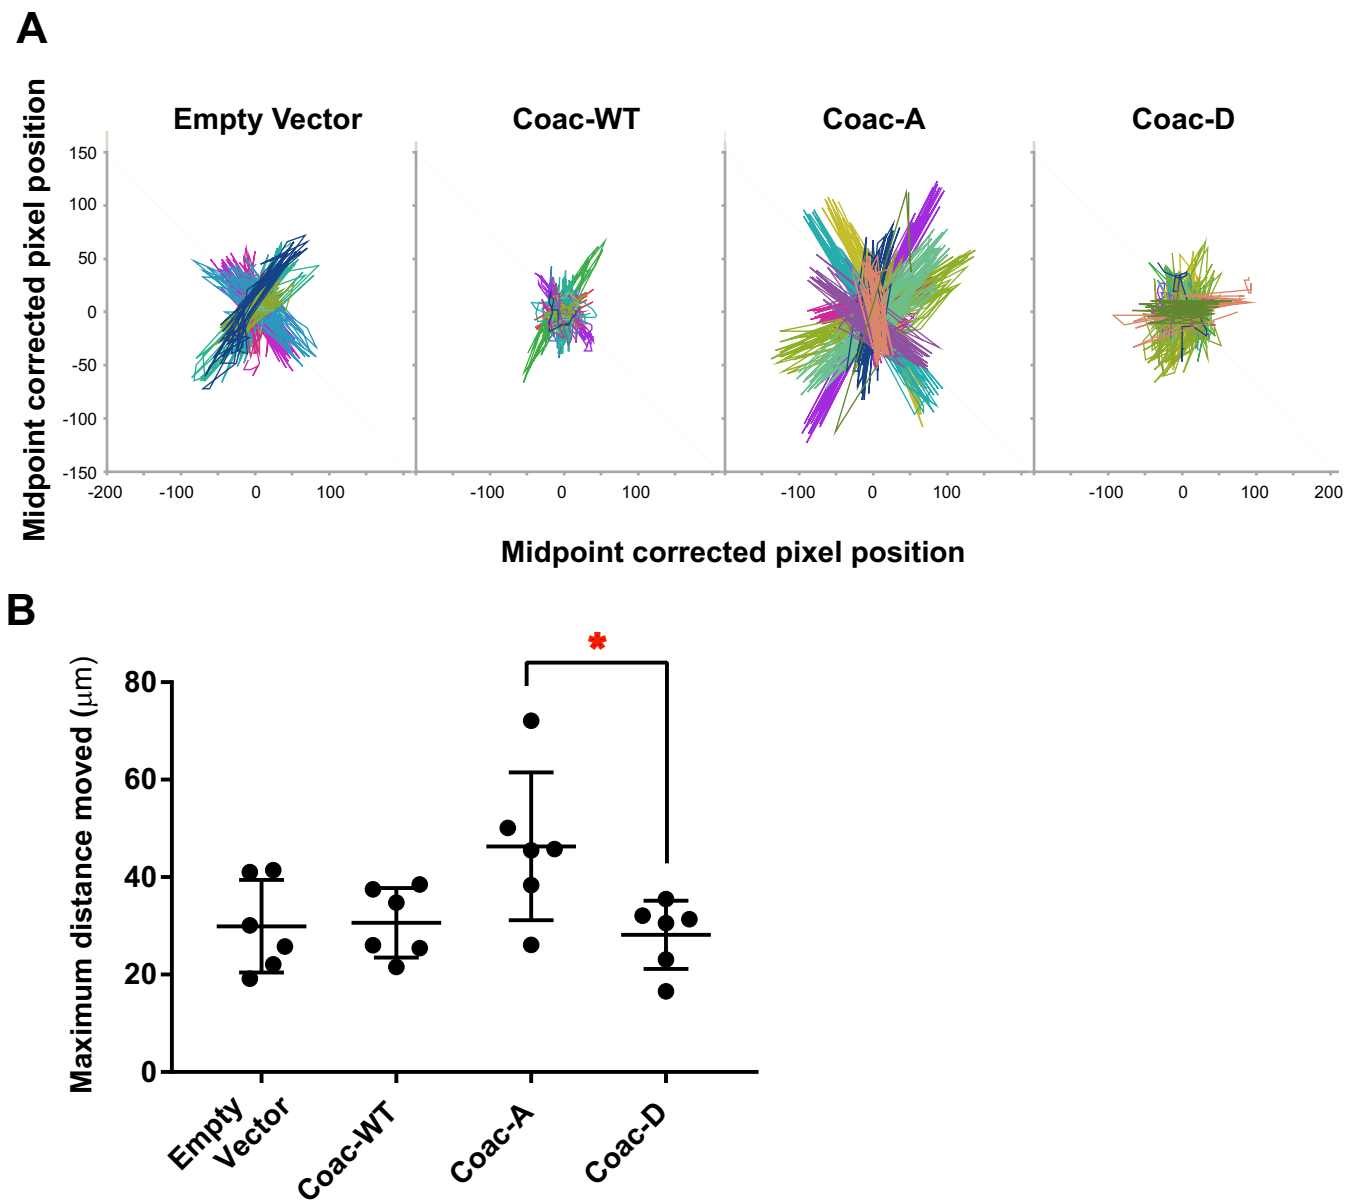 A
Midpoint corrected pixel position
Empty Vector
Coac-WT
Coac-A
Coac-D
150
100
50
0
-50
-100
-150
-200 -100 0 100
-100 0 100
-100 0 100
-100 0 100 200
Midpoint corrected pixel position
B
*
Maximum distance moved (μm)
80
60
40
20
0
Empty
Vector
Coac-WT
Coac-A
Coac-D